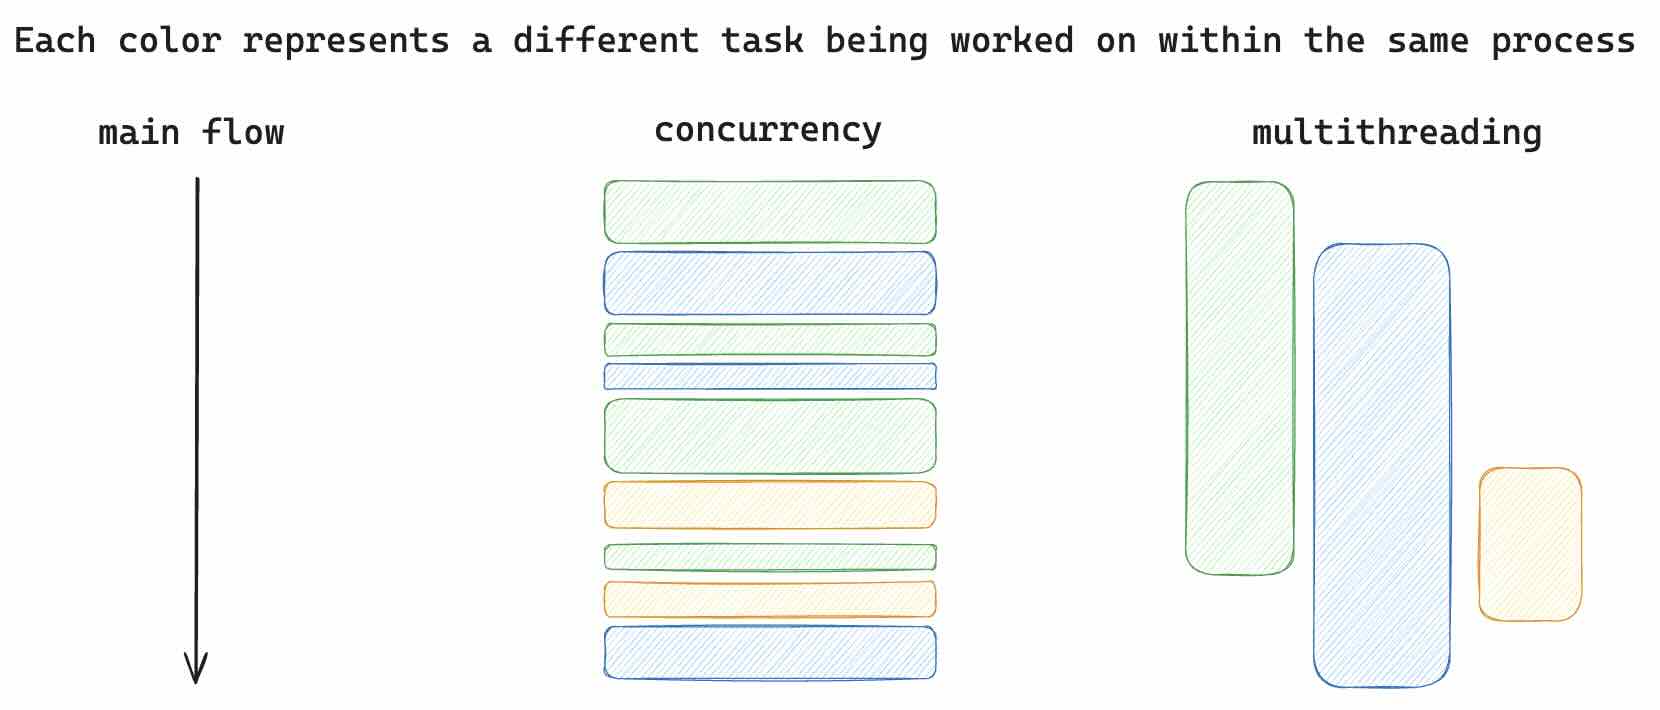 Each color represents a different task being worked on within the same process
main flow
concurrency
multithreading